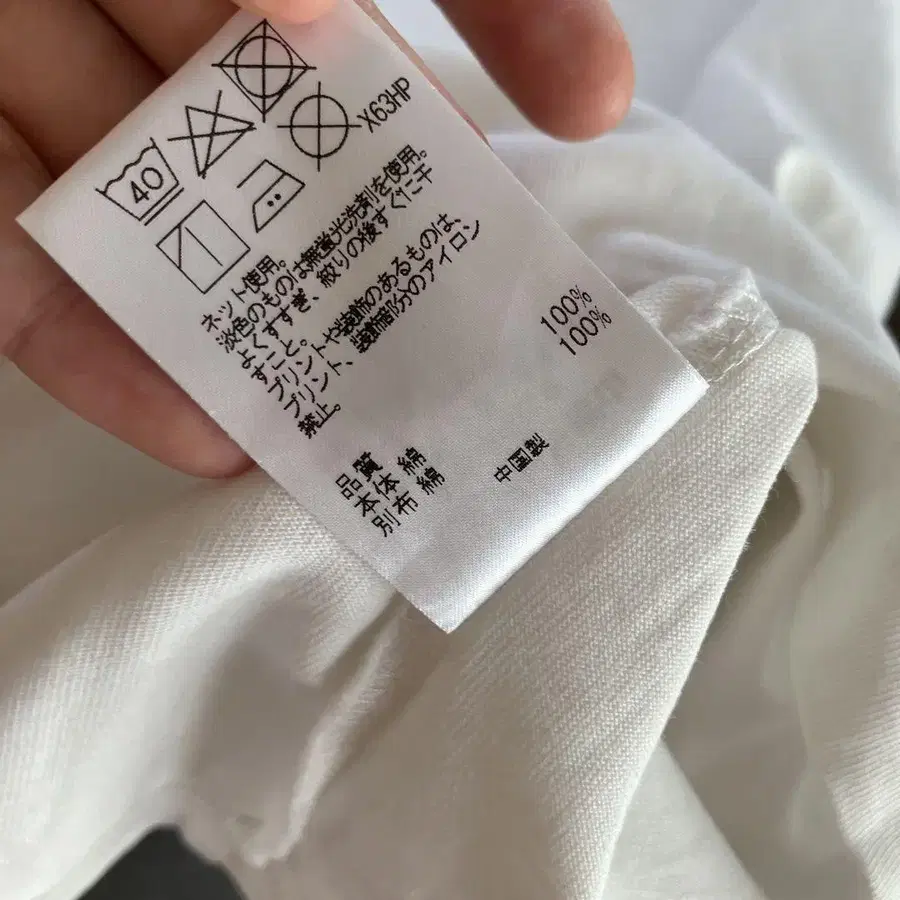 40
X63HP
ネット使用。
淡色のものは無蛍光洗剤を使用。
よくすすぎ、絞りの後すぐに干
すこと。
プリントや装飾のあるものは、
プリント、装飾部分のアイロン
禁止。
品質
本体 綿 100%
別布 綿 100%
中国製